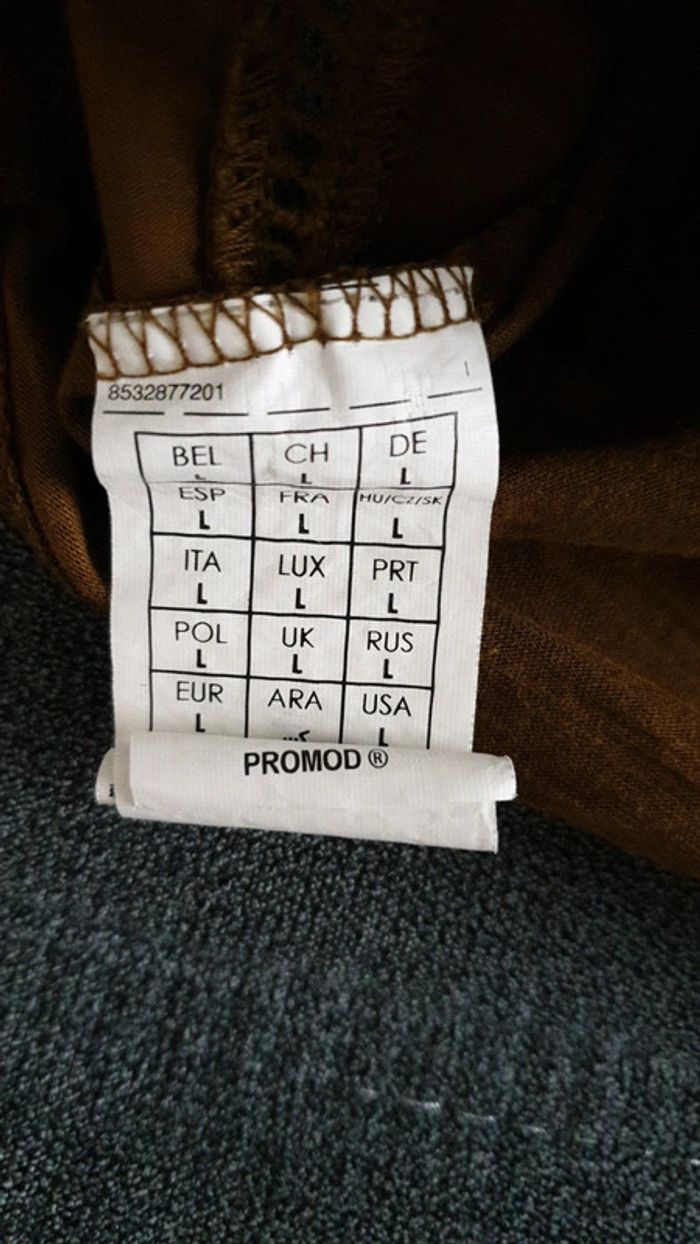 8532877201
BEL CH DE
L L L
ESP FRA HU/CZ/SK
L L L
ITA LUX PRT
L L L
POL UK RUS
L L L
EUR ARA USA
L L
PROMOD ®